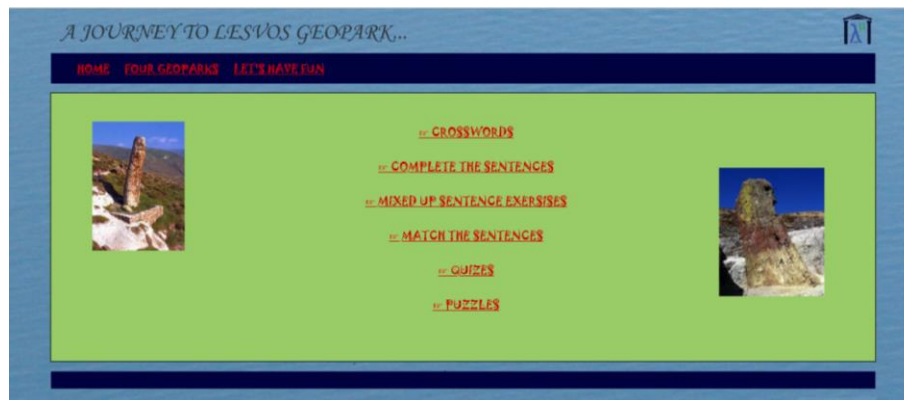 A JOURNEY TO LESVOS GEOPARK...
HOME FOUR GEOPARKS LET'S HAVE FUN
☞ CROSSWORDS
☞ COMPLETE THE SENTENCES
☞ MIXED UP SENTENCE EXERSISES
☞ MATCH THE SENTENCES
☞ QUIZES
☞ PUZZLES